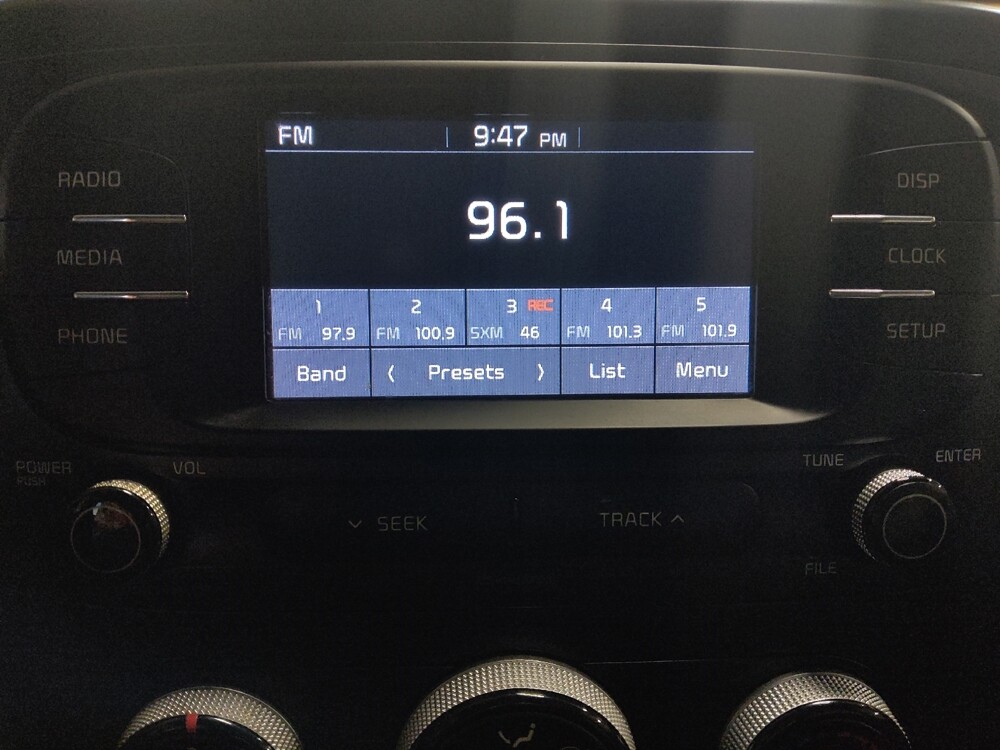 FM 9:47 PM
96.1
1 2 3 REC 4 5
FM 97.9 FM 100.9 SXM 46 FM 101.3 FM 101.9
Band < Presets > List Menu
RADIO
MEDIA
PHONE
DISP
CLOCK
SETUP
POWER
PUSH
VOL
SEEK
TRACK
TUNE
ENTER
FILE